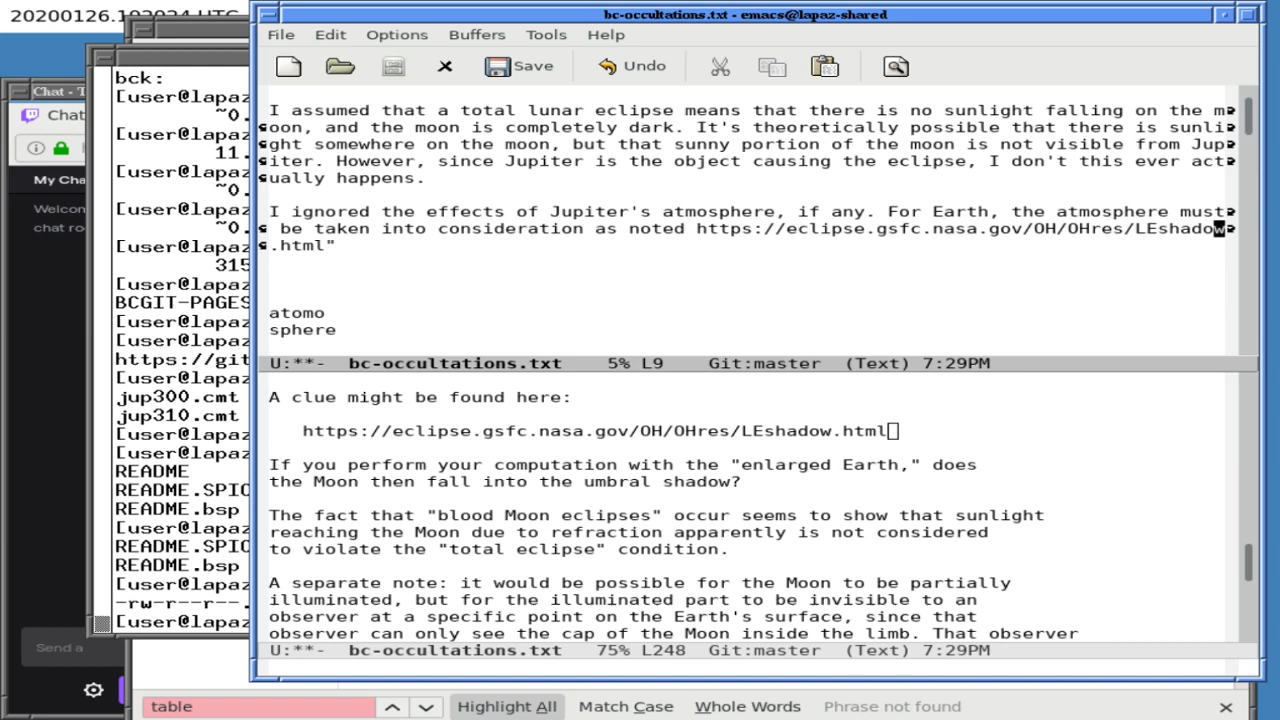 bc-occultations.txt - emacs@lapaz-shared
File Edit Options Buffers Tools Help
Save Undo
I assumed that a total lunar eclipse means that there is no sunlight falling on the m
oon, and the moon is completely dark. It's theoretically possible that there is sunli
ght somewhere on the moon, but that sunny portion of the moon is not visible from Jup
iter. However, since Jupiter is the object causing the eclipse, I don't this ever act
ually happens.
I ignored the effects of Jupiter's atmosphere, if any. For Earth, the atmosphere must
be taken into consideration as noted https://eclipse.gsfc.nasa.gov/OH/OHres/LEshadow
.html"
atomo
sphere
U:**- bc-occultations.txt 5% L9 Git:master (Text) 7:29PM
A clue might be found here:
https://eclipse.gsfc.nasa.gov/OH/OHres/LEshadow.html
If you perform your computation with the "enlarged Earth," does
the Moon then fall into the umbral shadow?
The fact that "blood Moon eclipses" occur seems to show that sunlight
reaching the Moon due to refraction apparently is not considered
to violate the "total eclipse" condition.
A separate note: it would be possible for the Moon to be partially
illuminated, but for the illuminated part to be invisible to an
observer at a specific point on the Earth's surface, since that
observer can only see the cap of the Moon inside the limb. That observer
U:**- bc-occultations.txt 75% L248 Git:master (Text) 7:29PM
bck:
[user@lapaz
~0.
[user@lapaz
11.
[user@lapaz
~0.
[user@lapaz
~0.
[user@lapaz
315
[user@lapaz
BCGIT-PAGES
[user@lapaz
[user@lapaz
https://git
[user@lapaz
jup300.cmt
jup310.cmt
[user@lapaz
[user@lapaz
README
README.SPIC
README.bsp
[user@lapaz
README.SPIC
README.bsp
[user@lapaz
-rw-r--r--.
[user@lapaz
Chat - T
Chat
My Cha
Welcom
chat ro
Send a
table Highlight All Match Case Whole Words Phrase not found